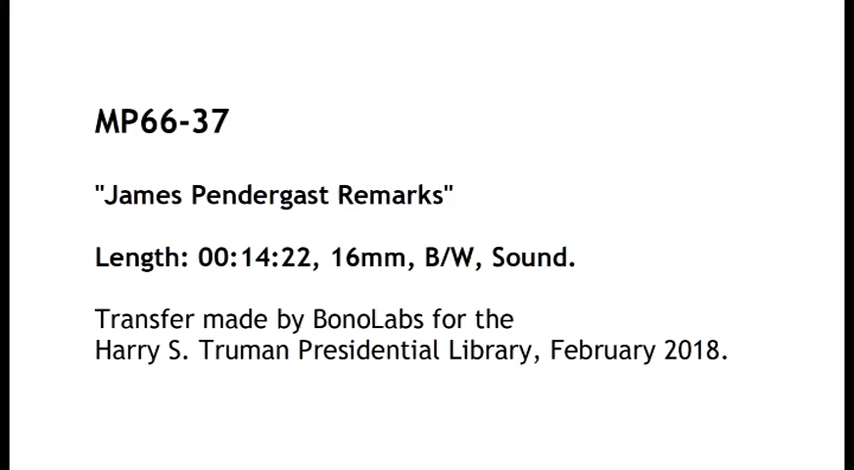 MP66-37
"James Pendergast Remarks"
Length: 00:14:22, 16mm, B/W, Sound.
Transfer made by BonoLabs for the
Harry S. Truman Presidential Library, February 2018.